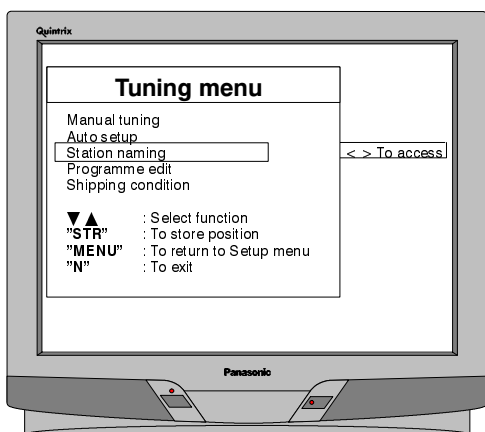 Quintrix
Tuning menu
Manual tuning
Auto setup
Station naming < > To access
Programme edit
Shipping condition
▼▲ : Select function
"STR" : To store position
"MENU" : To return to Setup menu
"N" : To exit
Panasonic